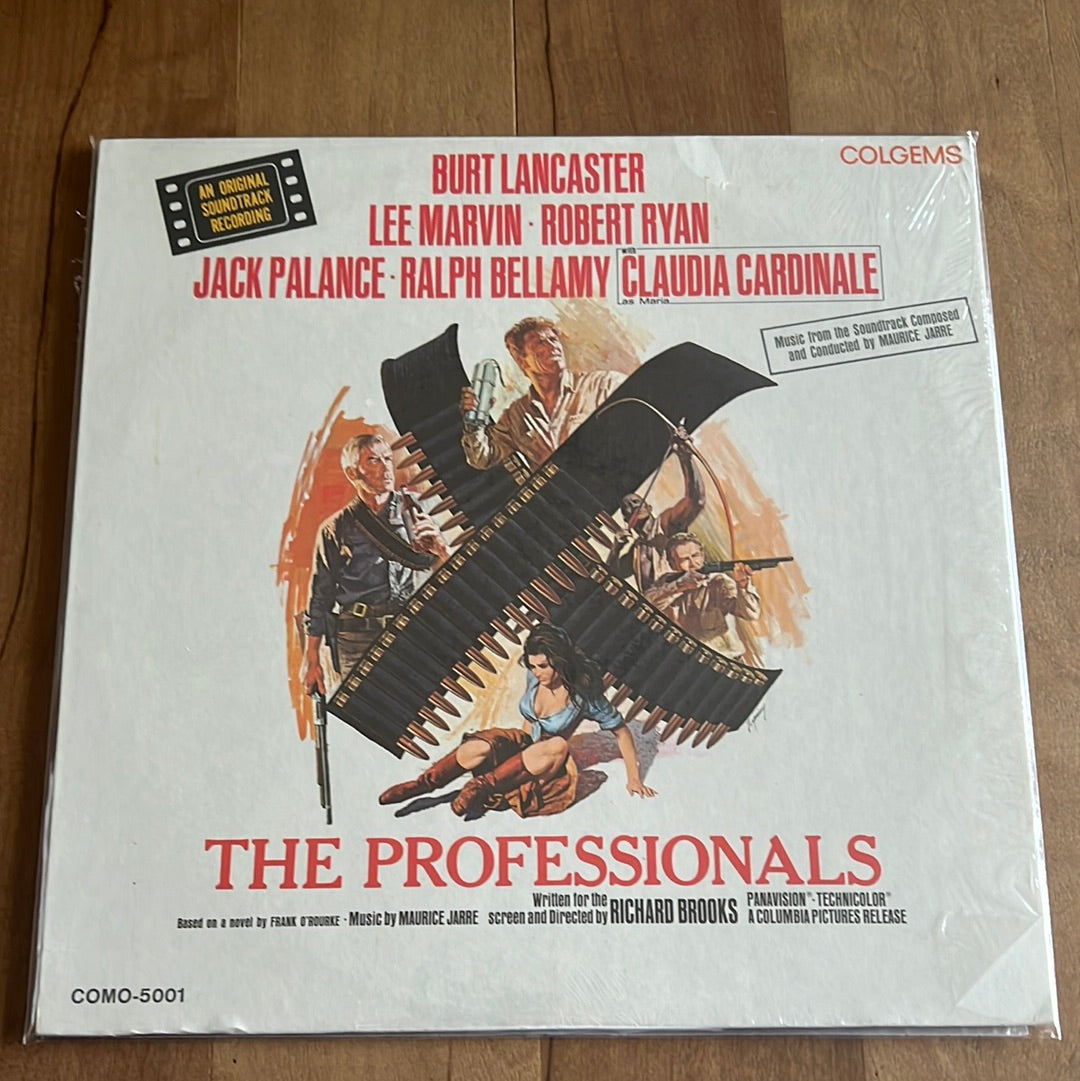 AN ORIGINAL
SOUNDTRACK
RECORDING
COLGEMS
BURT LANCASTER
LEE MARVIN · ROBERT RYAN
JACK PALANCE · RALPH BELLAMY with CLAUDIA CARDINALE
as Maria
Music from the Soundtrack Composed
and Conducted by MAURICE JARRE
THE PROFESSIONALS
Based on a novel by FRANK O'ROURKE · Music by MAURICE JARRE
Written for the
screen and Directed by RICHARD BROOKS
PANAVISION® · TECHNICOLOR®
A COLUMBIA PICTURES RELEASE
COMO-5001